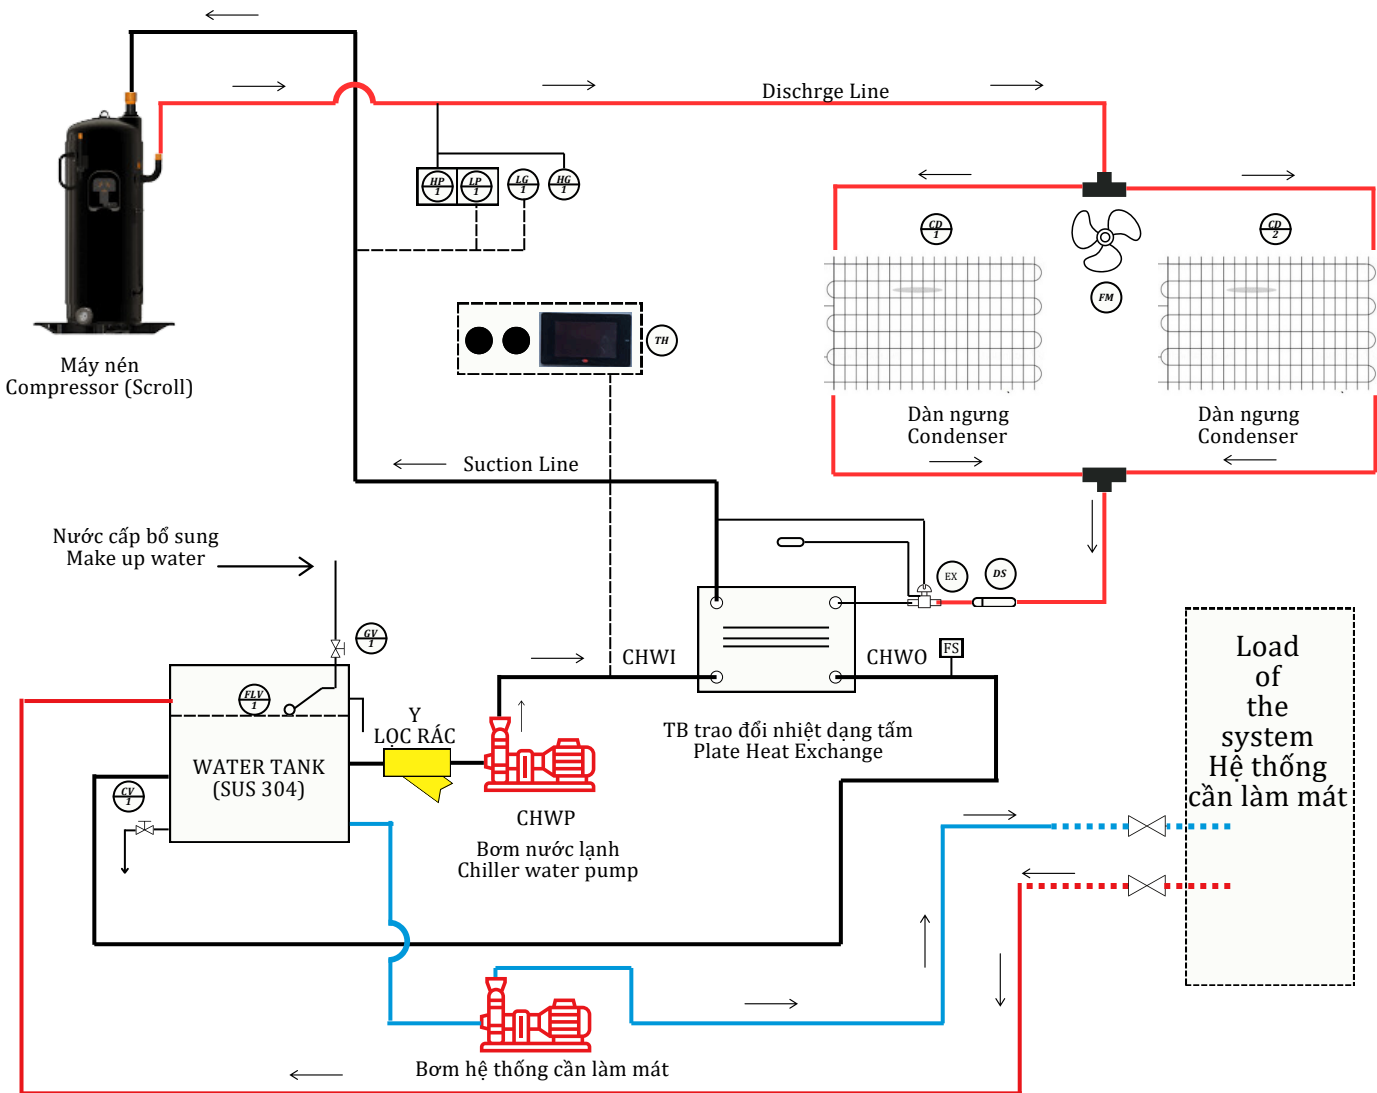 Dischrge Line
HP
1
LP
1
LG
1
HG
1
CD
1
CD
2
FM
TH
Máy nén
Compressor (Scroll)
Dàn ngưng
Condenser
Dàn ngưng
Condenser
Suction Line
Nước cấp bổ sung
Make up water
EX
DS
GV
1
CHWI
CHWO
FS
FLV
1
Y
LỌC RÁC
TB trao đổi nhiệt dạng tấm
Plate Heat Exchange
WATER TANK
(SUS 304)
CV
1
CHWP
Bơm nước lạnh
Chiller water pump
Load
of
the
system
Hệ thống
cần làm mát
Bơm hệ thống cần làm mát